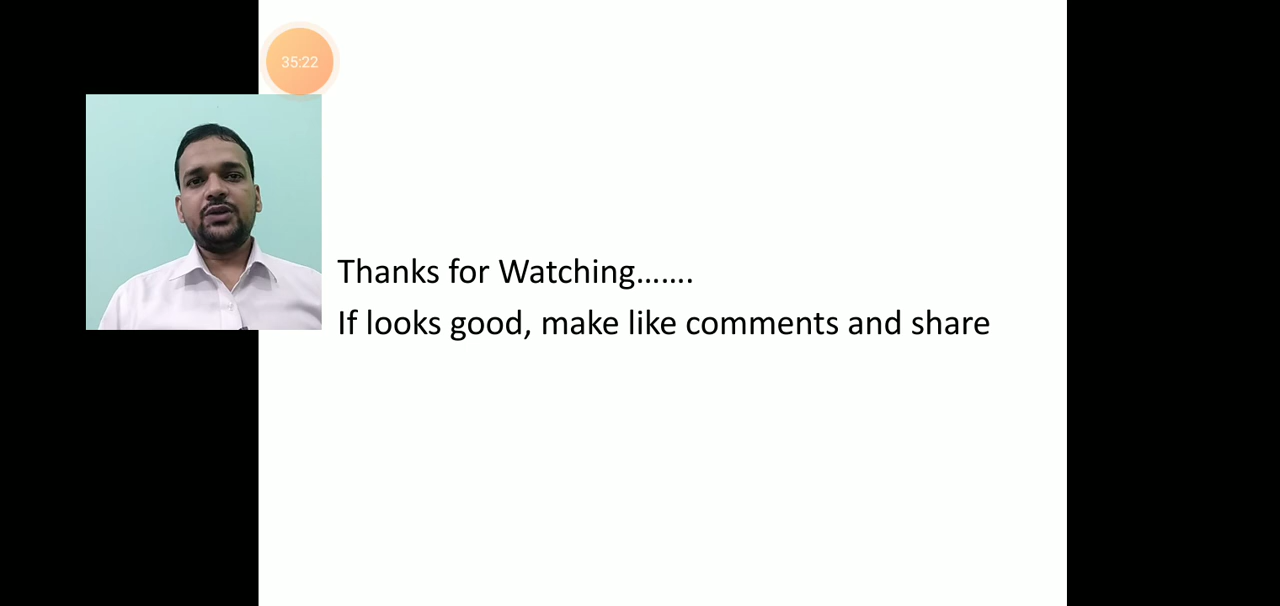 35:22
Thanks for Watching.......
If looks good, make like comments and share